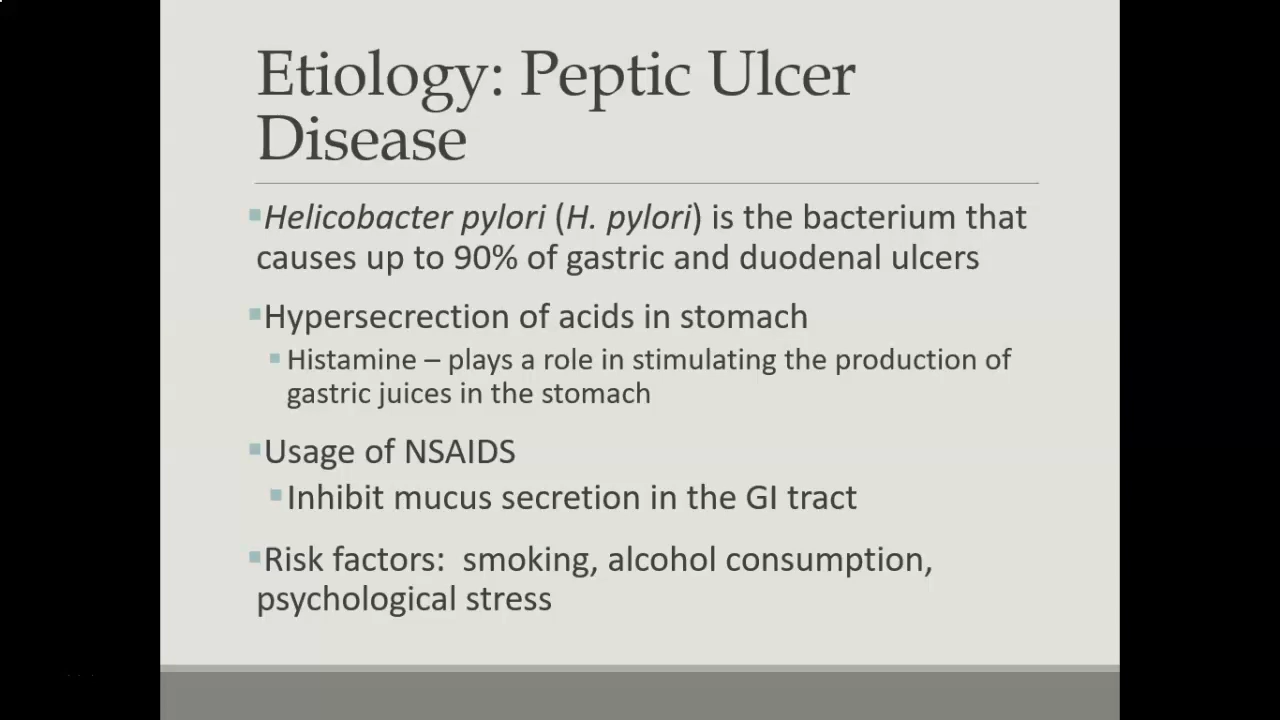 Etiology: Peptic Ulcer
Disease
▪Helicobacter pylori (H. pylori) is the bacterium that
causes up to 90% of gastric and duodenal ulcers
▪Hypersecrection of acids in stomach
▪Histamine – plays a role in stimulating the production of
gastric juices in the stomach
▪Usage of NSAIDS
▪Inhibit mucus secretion in the GI tract
▪Risk factors:  smoking, alcohol consumption,
psychological stress